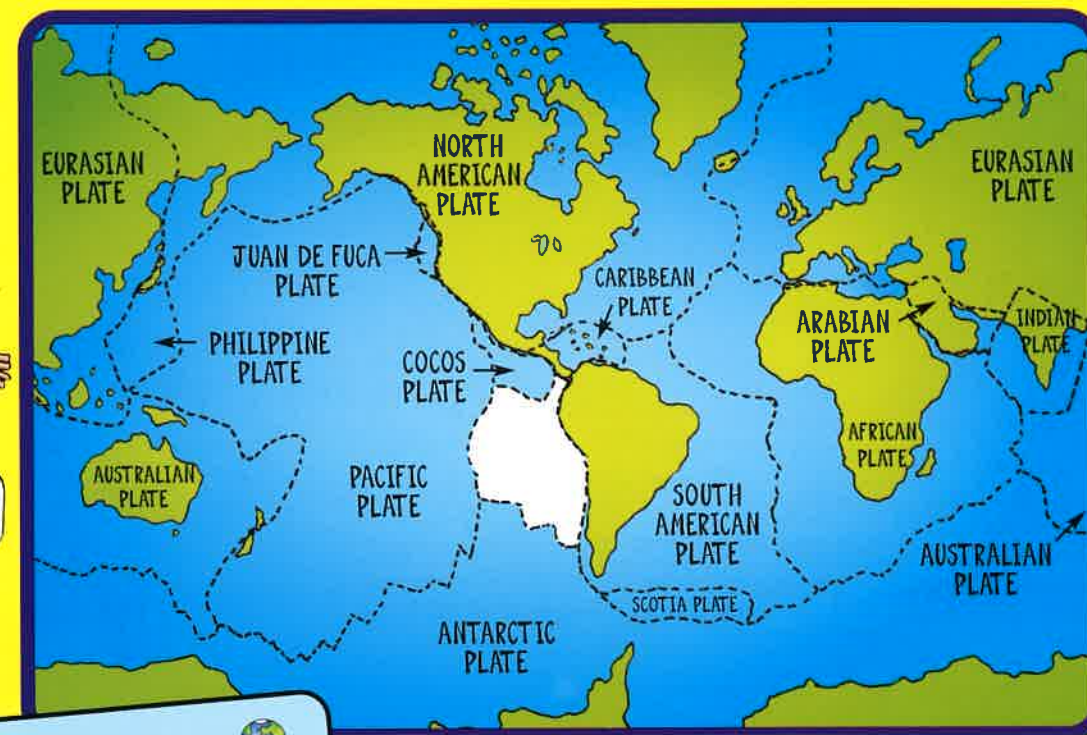 EURASIAN
PLATE
NORTH
AMERICAN
PLATE
EURASIAN
PLATE
JUAN DE FUCA
PLATE
CARIBBEAN
PLATE
PHILIPPINE
PLATE
COCOS
PLATE
ARABIAN
PLATE
INDIAN
PLATE
AUSTRALIAN
PLATE
PACIFIC
PLATE
SOUTH
AMERICAN
PLATE
AFRICAN
PLATE
AUSTRALIAN
PLATE
SCOTIA PLATE
ANTARCTIC
PLATE